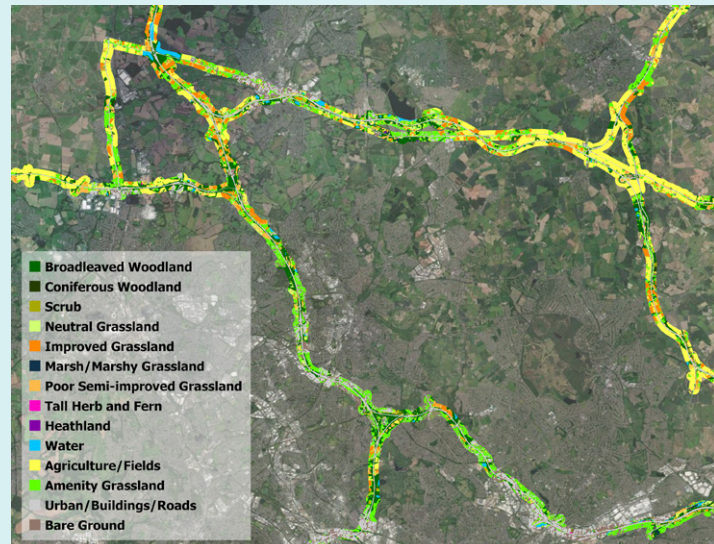 Broadleaved Woodland
Coniferous Woodland
Scrub
Neutral Grassland
Improved Grassland
Marsh/Marshy Grassland
Poor Semi-improved Grassland
Tall Herb and Fern
Heathland
Water
Agriculture/Fields
Amenity Grassland
Urban/Buildings/Roads
Bare Ground